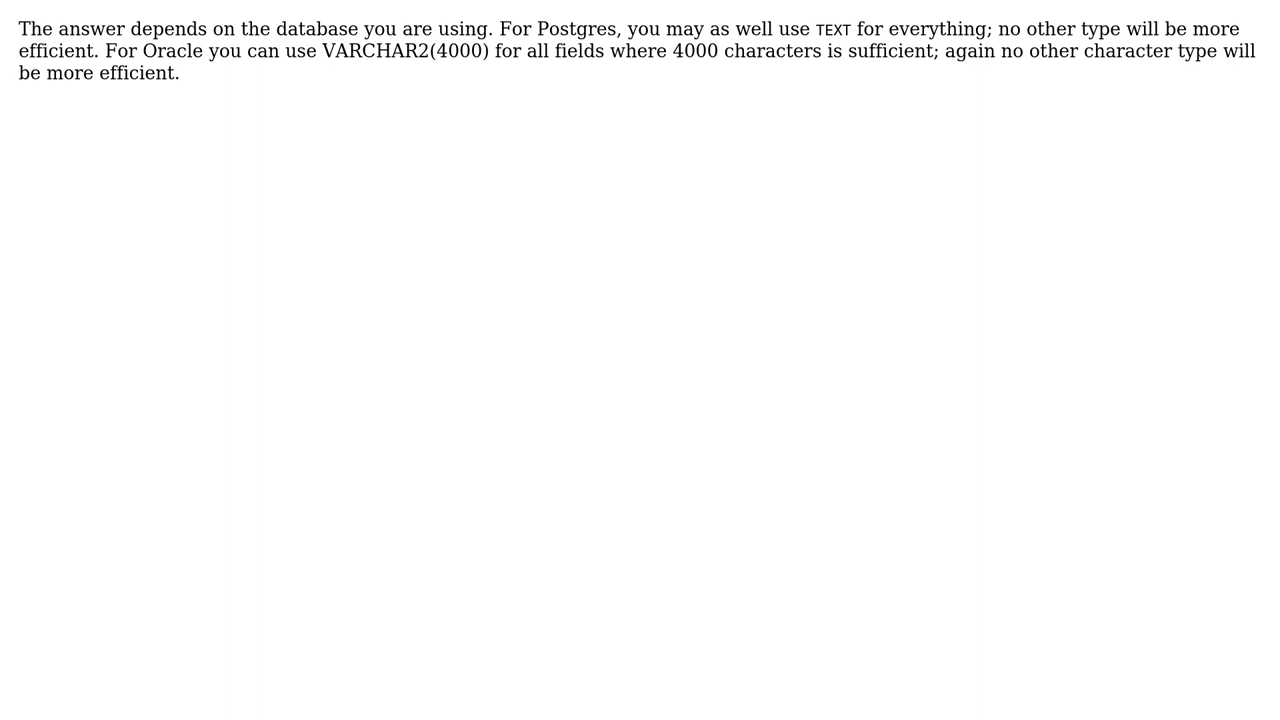 The answer depends on the database you are using. For Postgres, you may as well use TEXT for everything; no other type will be more
efficient. For Oracle you can use VARCHAR2(4000) for all fields where 4000 characters is sufficient; again no other character type will
be more efficient.